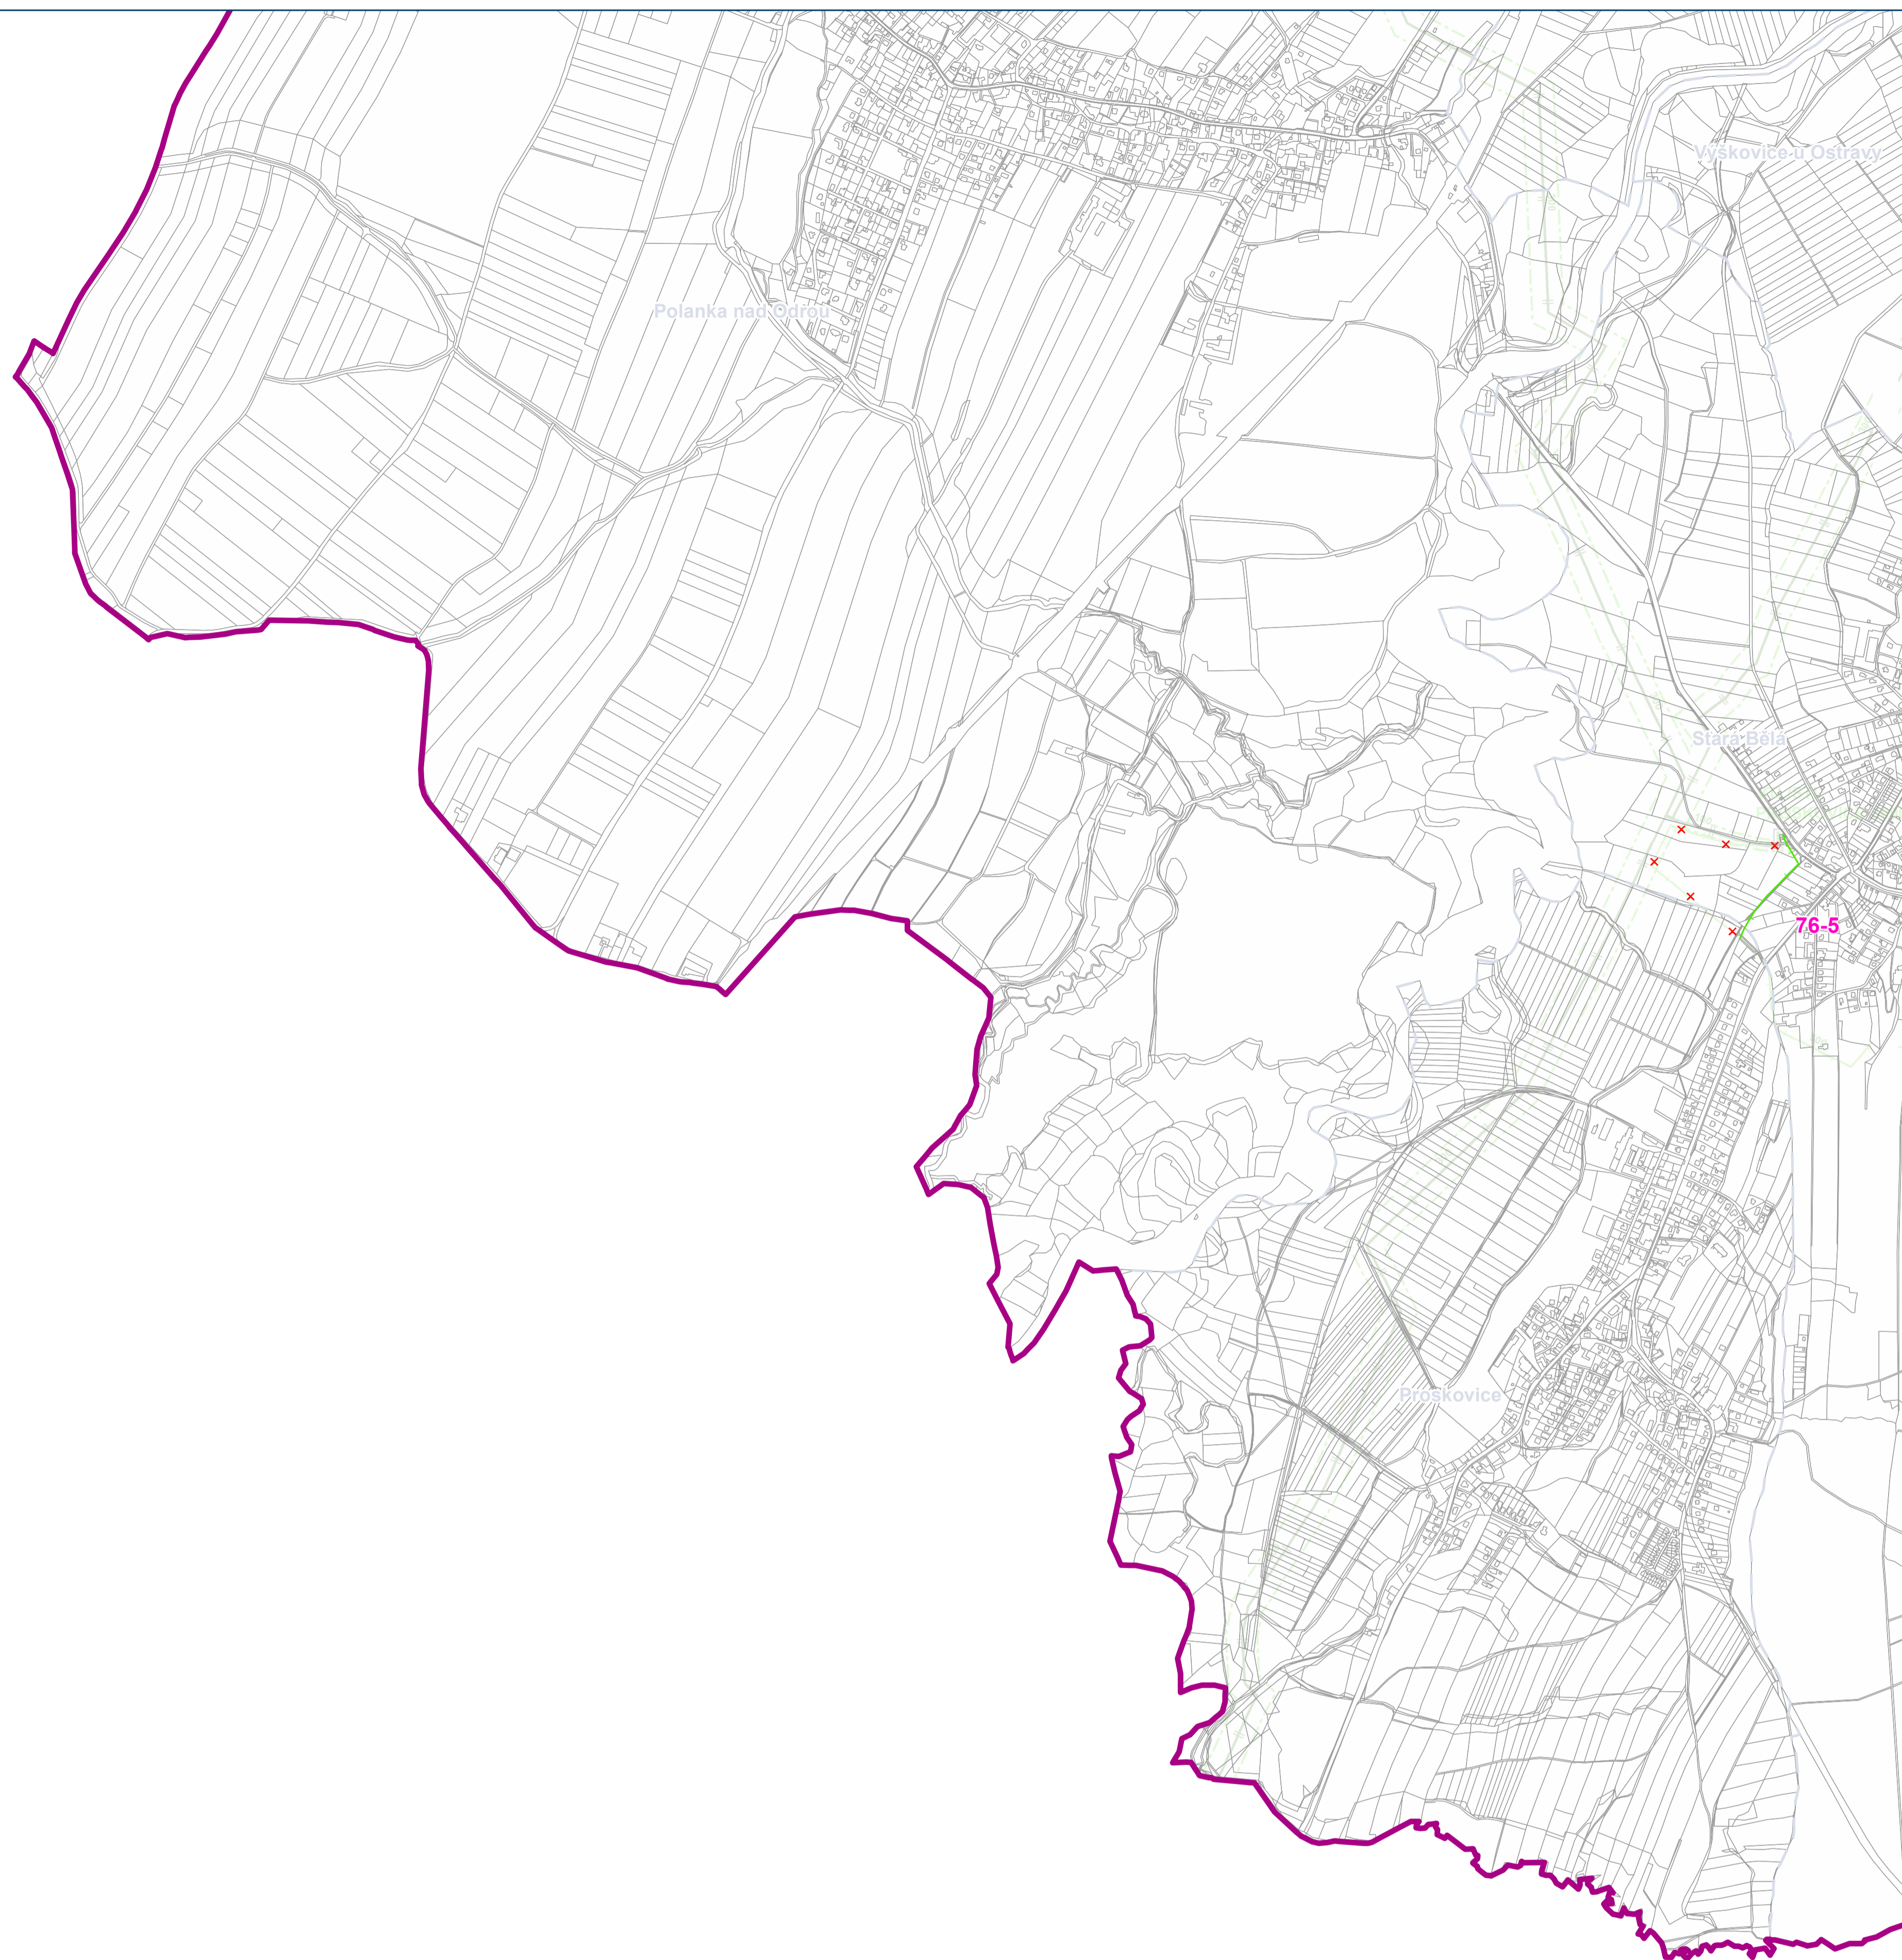 Výškovice u Ostravy
Polanka nad Odrou
Stará Bělá
76-5
Proskovice